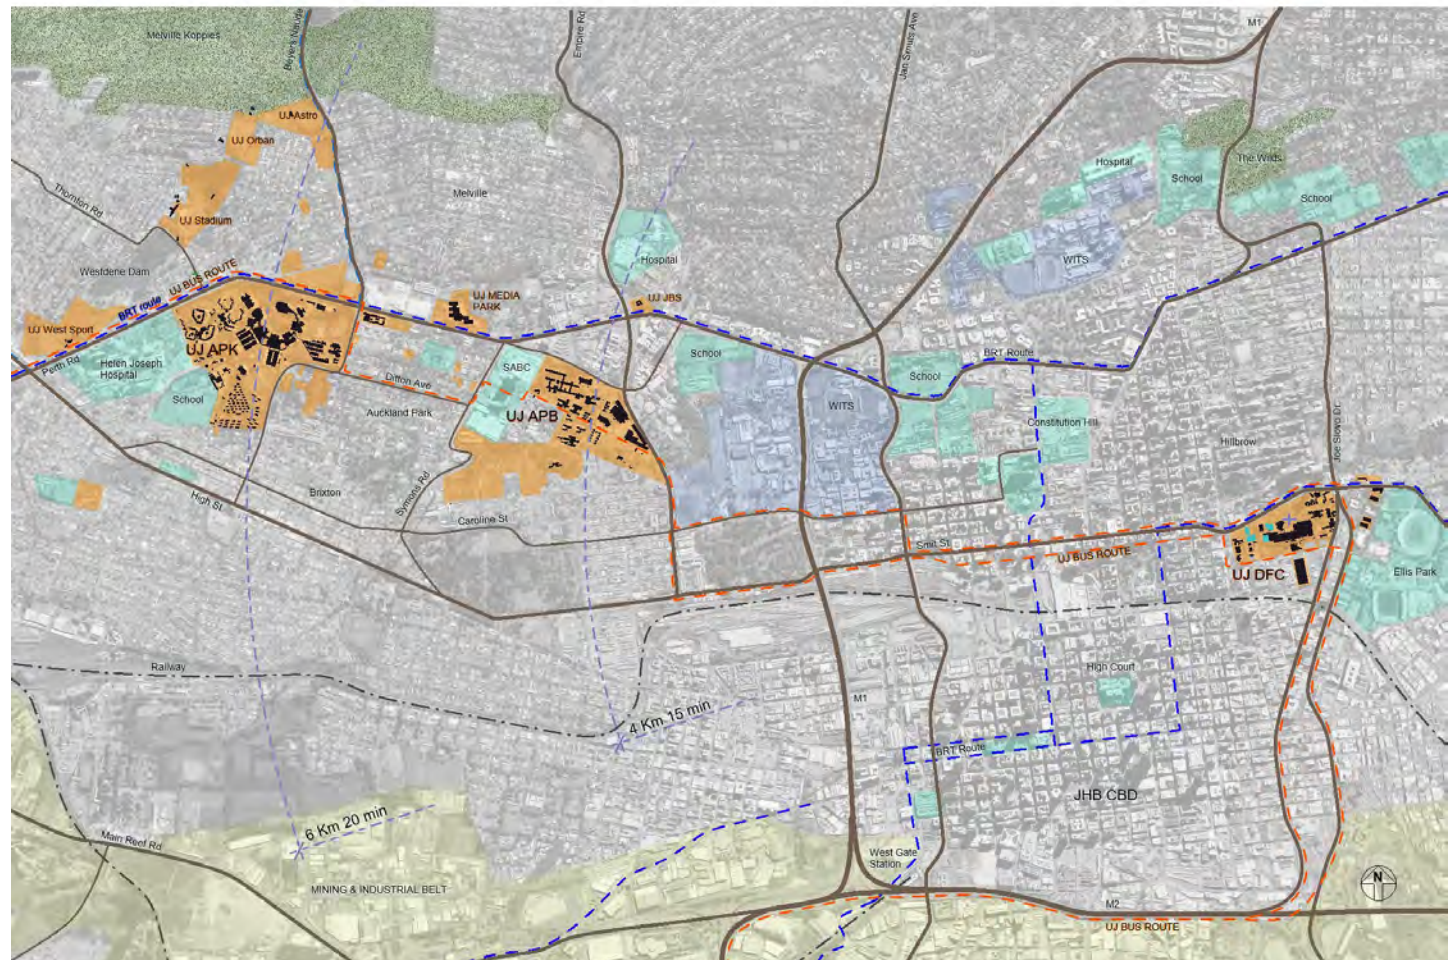 M1
Melville Koppies
Beyers Naude
Empire Rd
Jan Smuts Ave
UJ Astro
UJ Orban
Hospital
The Wilds
School
School
Thornton Rd
Melville
UJ Stadium
Westdene Dam
UJ BUS ROUTE
BRT route
Hospital
WITS
UJ MEDIA
PARK
UJ JBS
UJ West Sport
Perth Rd
UJ APK
Helen Joseph
Hospital
School
SABC
School
BRT Route
School
Ditton Ave
Auckland Park
UJ APB
WITS
Constitution Hill
Hillbrow
Joe Slovo Dr
High St
Brixton
Symons Rd
Caroline St
Smit St
UJ BUS ROUTE
UJ DFC
Ellis Park
Railway
High Court
4 Km 15 min
M1
BRT Route
JHB CBD
6 Km 20 min
Main Reef Rd
West Gate
Station
MINING & INDUSTRIAL BELT
N
M2
UJ BUS ROUTE